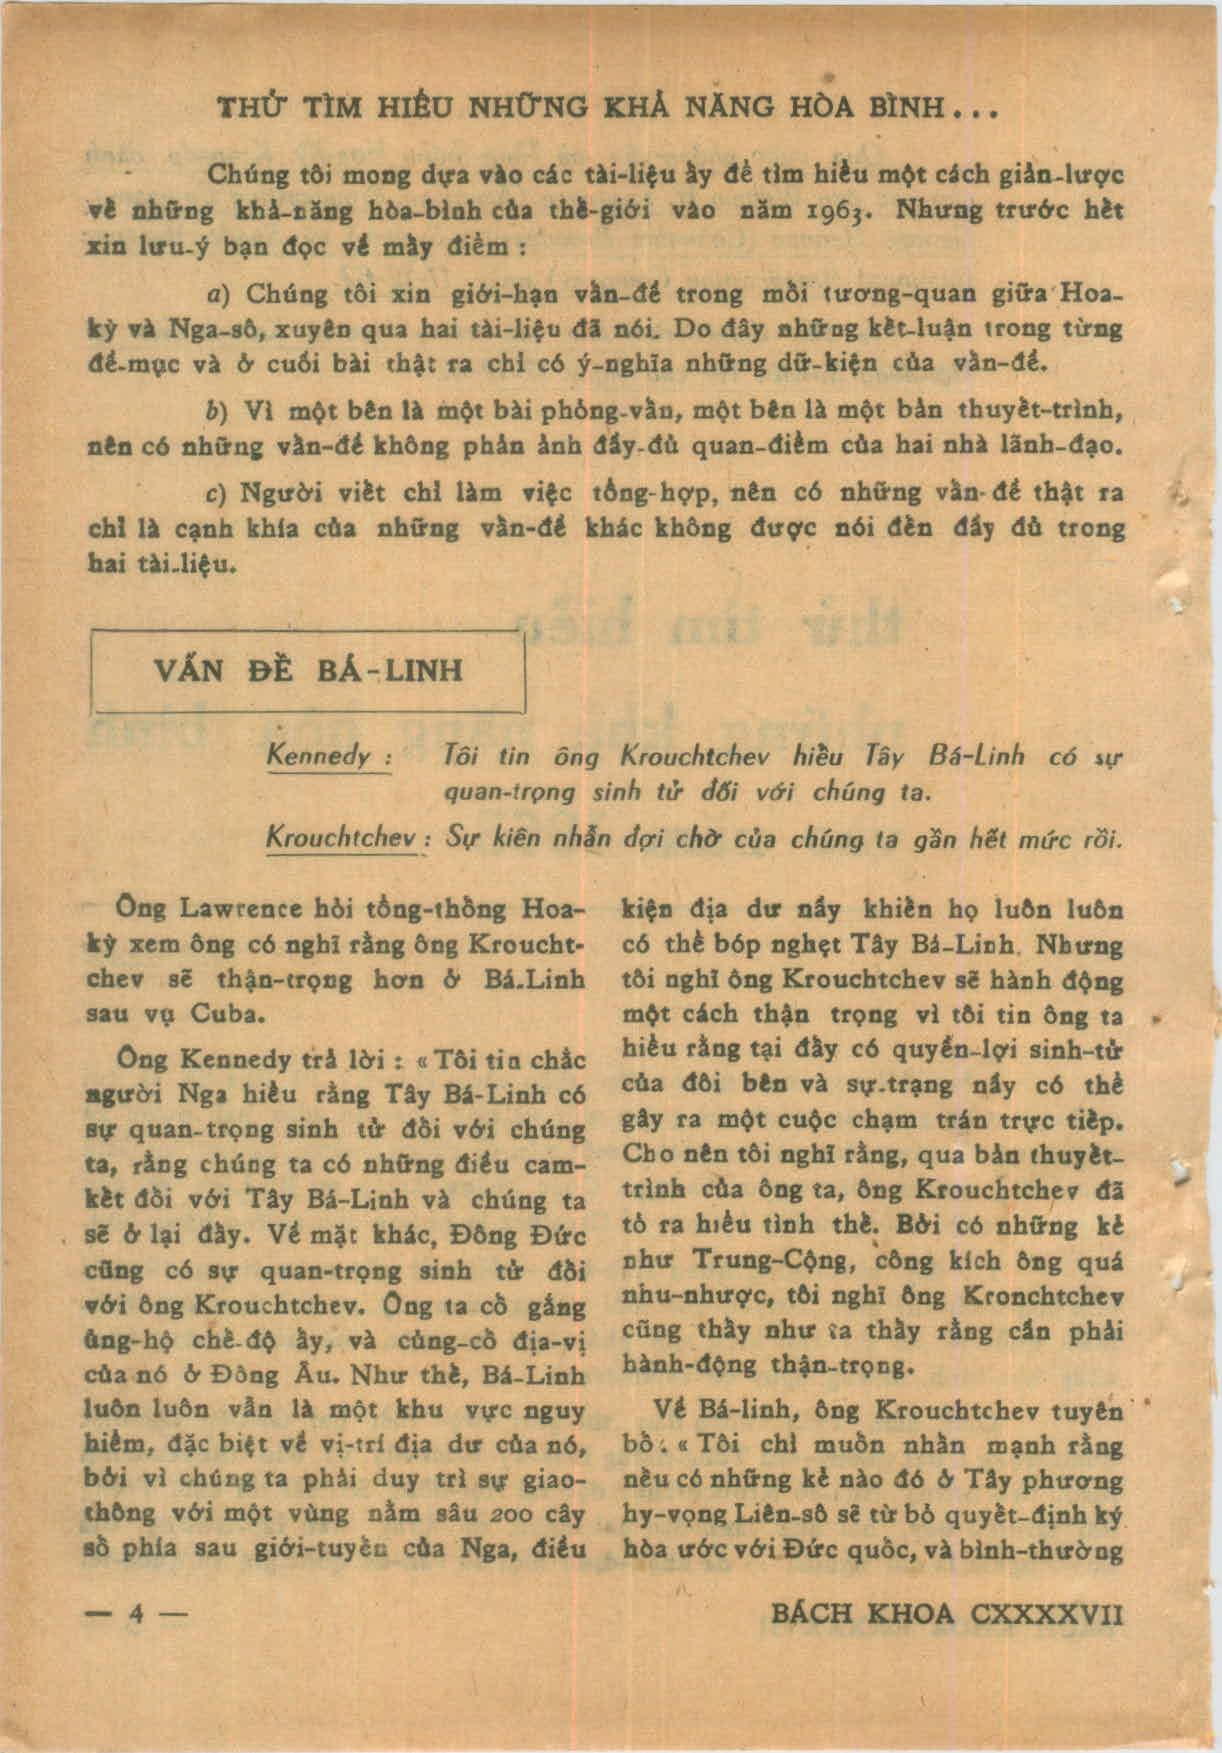 THỬ TÌM HIỂU NHỮNG KHẢ NĂNG HÒA BÌNH...
Chúng tôi mong dựa vào các tài-liệu ấy để tìm hiểu một cách giản-lược
về những khả-năng hòa-bình của thế-giới vào năm 1963. Nhưng trước hết
xin lưu-ý bạn đọc về mấy điểm :
a) Chúng tôi xin giới-hạn vấn-đề trong mối tương-quan giữa Hoa-
kỳ và Nga-sô, xuyên qua hai tài-liệu đã nói. Do đây những kết-luận trong từng
đề-mục và ở cuối bài thật ra chỉ có ý-nghĩa những dữ-kiện của vấn-đề.
b) Vì một bên là một bài phỏng-vấn, một bên là một bản thuyết-trình,
nên có những vấn-đề không phản ảnh đầy-đủ quan-điểm của hai nhà lãnh-đạo.
c) Người viết chỉ làm việc tổng-hợp, nên có những vấn-đề thật ra
chỉ là cạnh khía của những vấn-đề khác không được nói đến đầy đủ trong
hai tài-liệu.
VẤN ĐỀ BÁ-LINH
Kennedy : Tôi tin ông Krouchtchev hiểu Tây Bá-Linh có sự
quan-trọng sinh tử đối với chúng ta.
Krouchtchev : Sự kiên nhẫn đợi chờ của chúng ta gần hết mức rồi.
Ông Lawrence hỏi tổng-thống Hoa-
kỳ xem ông có nghĩ rằng ông Kroucht-
chev sẽ thận-trọng hơn ở Bá-Linh
sau vụ Cuba.
Ông Kennedy trả lời : « Tôi tin chắc
người Nga hiểu rằng Tây Bá-Linh có
sự quan-trọng sinh tử đối với chúng
ta, rằng chúng ta có những điều cam-
kết đối với Tây Bá-Linh và chúng ta
sẽ ở lại đấy. Về mặt khác, Đông Đức
cũng có sự quan-trọng sinh tử đối
với ông Krouchtchev. Ông ta cố gắng
ủng-hộ chế-độ ấy, và củng-cố địa-vị
của nó ở Đông Âu. Như thế, Bá-Linh
luôn luôn vẫn là một khu vực nguy
hiểm, đặc biệt về vị-trí địa dư của nó,
bởi vì chúng ta phải duy trì sự giao-
thông với một vùng nằm sâu 200 cây
số phía sau giới-tuyến của Nga, điều
kiện địa dư nầy khiến họ luôn luôn
có thể bóp nghẹt Tây Bá-Linh. Nhưng
tôi nghĩ ông Krouchtchev sẽ hành động
một cách thận trọng vì tôi tin ông ta
hiểu rằng tại đấy có quyền-lợi sinh-tử
của đôi bên và sự-trạng nầy có thể
gây ra một cuộc chạm trán trực tiếp.
Cho nên tôi nghĩ rằng, qua bản thuyết-
trình của ông ta, ông Krouchtchev đã
tỏ ra hiểu tình thế. Bởi có những kẻ
như Trung-Cộng, công kích ông quá
nhu-nhược, tôi nghĩ ông Kronchtchev
cũng thấy như ta thấy rằng cần phải
hành-động thận-trọng.
Về Bá-linh, ông Krouchtchev tuyên
bố : « Tôi chỉ muốn nhấn mạnh rằng
nếu có những kẻ nào đó ở Tây phương
hy-vọng Liên-sô sẽ từ bỏ quyết-định ký
hòa ước với Đức quốc, và bình-thường
— 4 —
BÁCH KHOA CXXXXVII